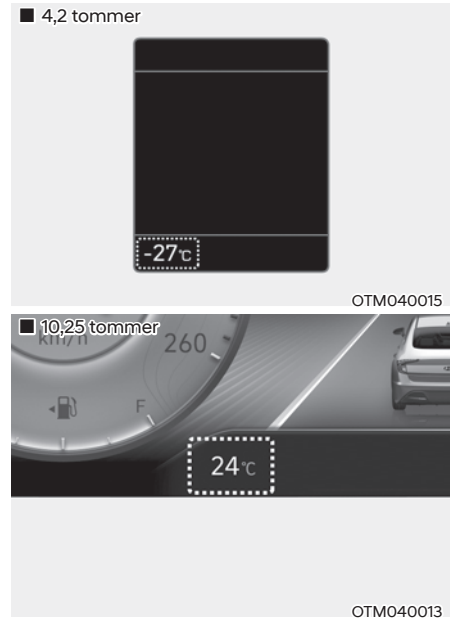 ■ 4,2 tommer
-27℃
OTM040015
■ 10,25 tommer
km/h
260
F
24℃
OTM040013